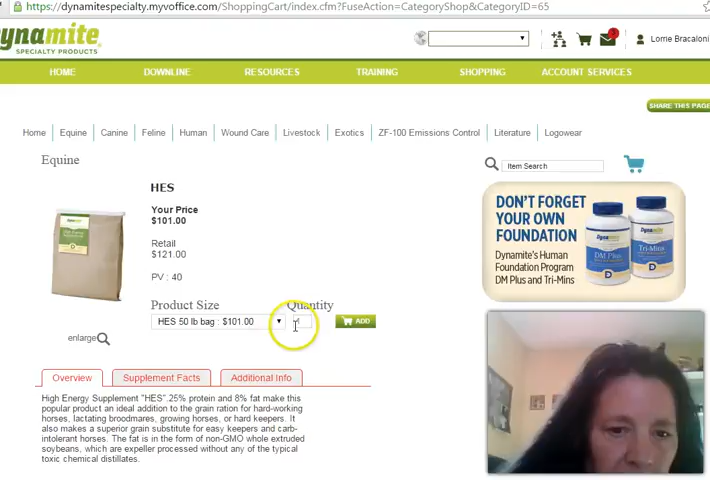 https://dynamitespecialty.myvoffice.com/ShoppingCart/index.cfm?FuseAction=CategoryShop&CategoryID=65
dynamite
SPECIALTY PRODUCTS
Lorrie Bracaloni
HOME DOWNLINE RESOURCES TRAINING SHOPPING ACCOUNT SERVICES
SHARE THIS PAGE
Home Equine Canine Feline Human Wound Care Livestock Exotics ZF-100 Emissions Control Literature Logowear
Equine
Item Search
HES
Your Price
$101.00
Retail
$121.00
PV : 40
Product Size Quantity
HES 50 lb bag : $101.00
ADD
enlarge
DON'T FORGET
YOUR OWN
FOUNDATION
Dynamite's Human
Foundation Program
DM Plus and Tri-Mins
Dynamite
DM Plus
Dynamite
Tri-Mins
Overview Supplement Facts Additional Info
High Energy Supplement "HES".25% protein and 8% fat make this
popular product an ideal addition to the grain ration for hard-working
horses, lactating broodmares, growing horses, or hard keepers. It
also makes a superior grain substitute for easy keepers and carb-
intolerant horses. The fat is in the form of non-GMO whole extruded
soybeans, which are expeller processed without any of the typical
toxic chemical distillates.